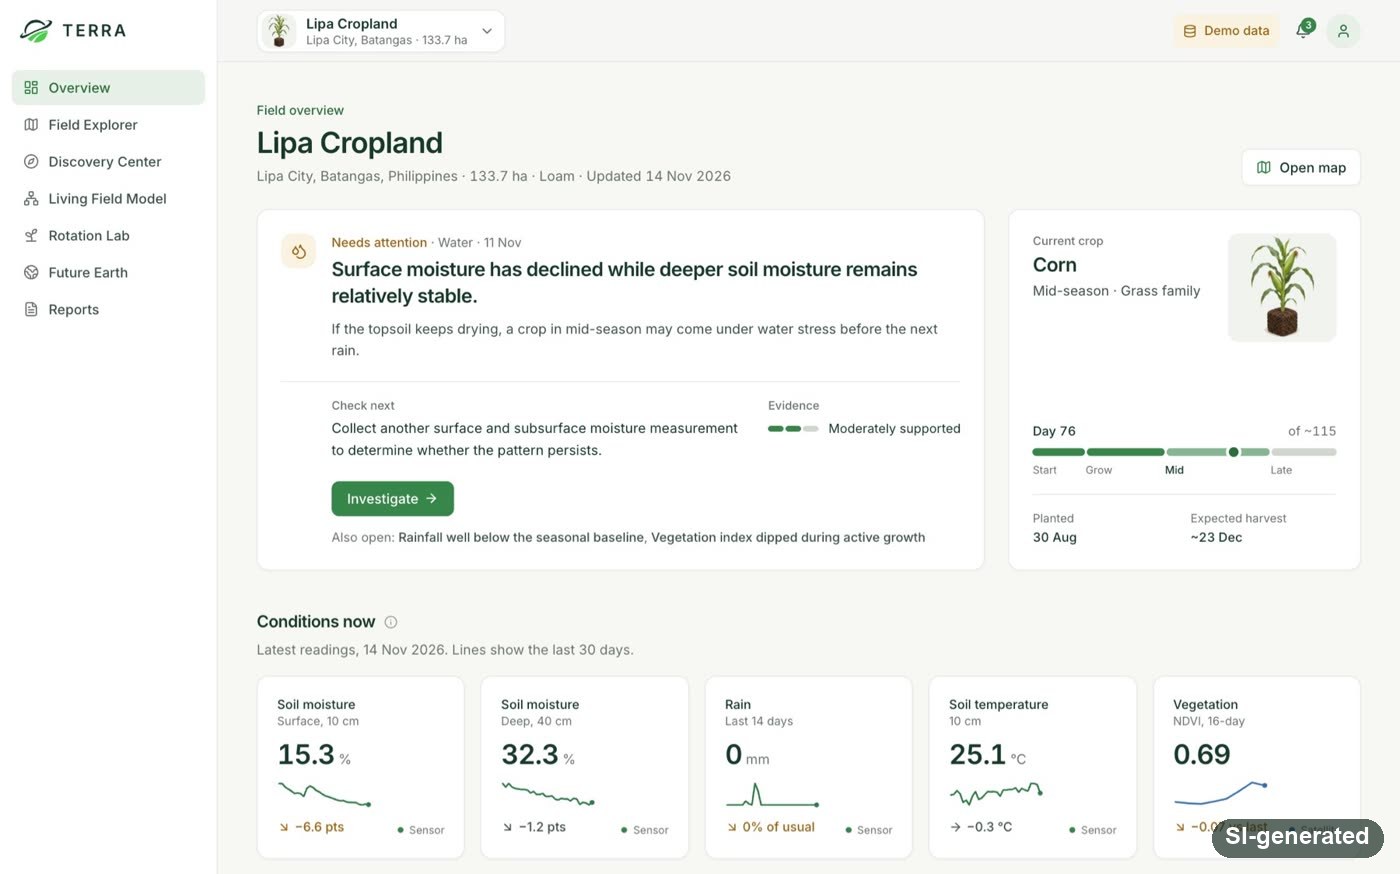 TERRA
Overview
Field Explorer
Discovery Center
Living Field Model
Rotation Lab
Future Earth
Reports
Lipa Cropland
Lipa City, Batangas · 133.7 ha
Demo data
3
Field overview
Lipa Cropland
Lipa City, Batangas, Philippines · 133.7 ha · Loam · Updated 14 Nov 2026
Open map
Needs attention · Water · 11 Nov
Surface moisture has declined while deeper soil moisture remains
relatively stable.
If the topsoil keeps drying, a crop in mid-season may come under water stress before the next
rain.
Check next
Collect another surface and subsurface moisture measurement
to determine whether the pattern persists.
Evidence
Moderately supported
Investigate →
Also open: Rainfall well below the seasonal baseline, Vegetation index dipped during active growth
Current crop
Corn
Mid-season · Grass family
Day 76
of ~115
Start
Grow
Mid
Late
Planted
30 Aug
Expected harvest
~23 Dec
Conditions now
Latest readings, 14 Nov 2026. Lines show the last 30 days.
Soil moisture
Surface, 10 cm
15.3 %
↘ −6.6 pts
Sensor
Soil moisture
Deep, 40 cm
32.3 %
↘ −1.2 pts
Sensor
Rain
Last 14 days
0 mm
↘ 0% of usual
Sensor
Soil temperature
10 cm
25.1 °C
→ −0.3 °C
Sensor
Vegetation
NDVI, 16-day
0.69
↘ −0.07 vs last
SI-generated